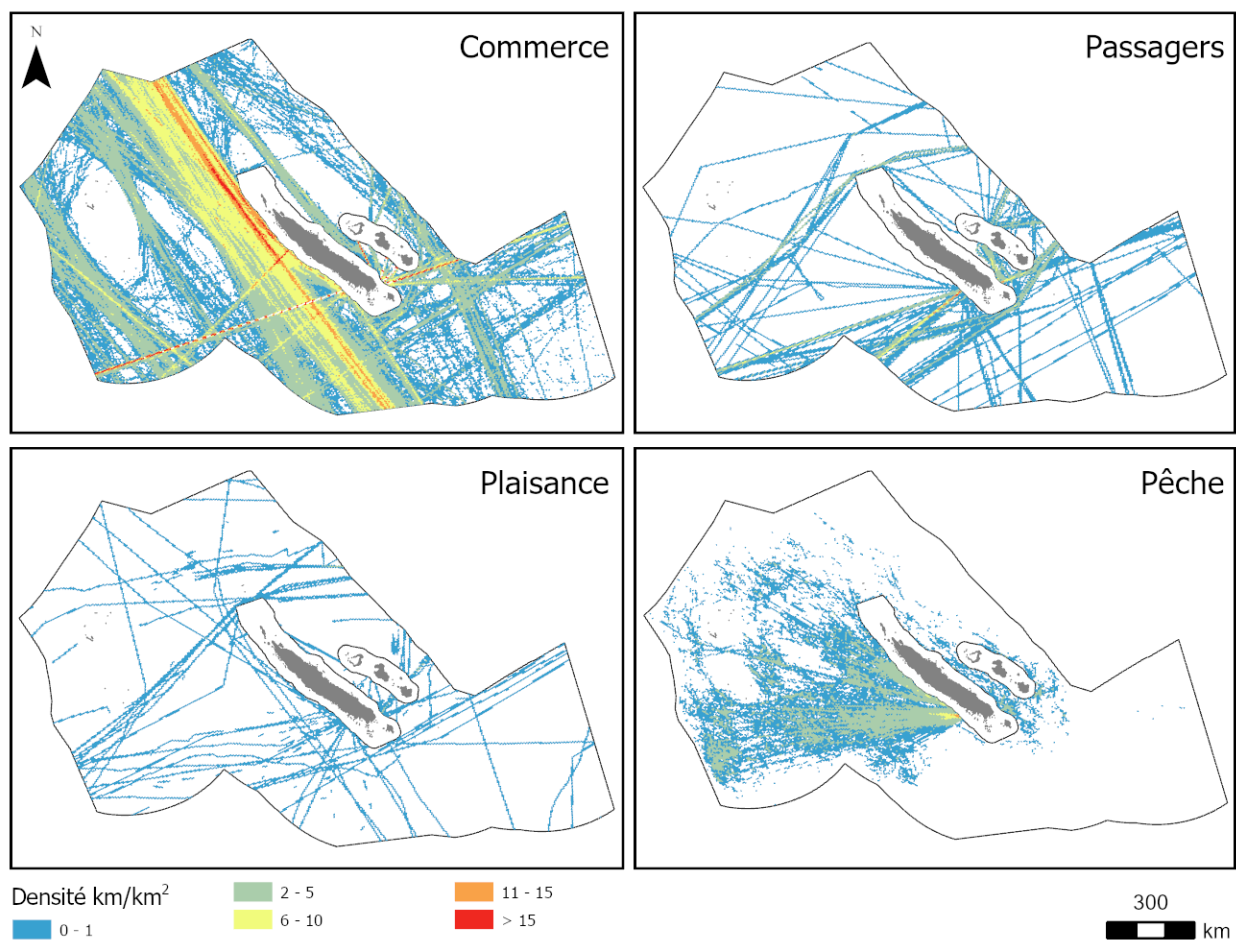 N
Commerce
Passagers
Plaisance
Pêche
Densité km/km²
0 - 1
2 - 5
6 - 10
11 - 15
> 15
300
km